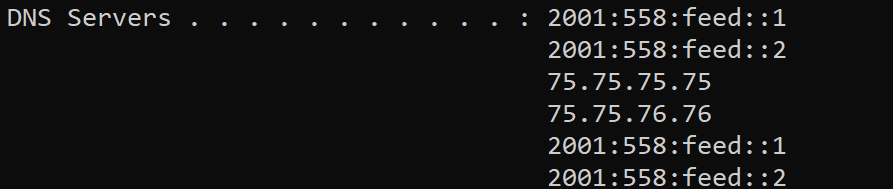 DNS Servers . . . . . . . . . . . : 2001:558:feed::1
2001:558:feed::2
75.75.75.75
75.75.76.76
2001:558:feed::1
2001:558:feed::2